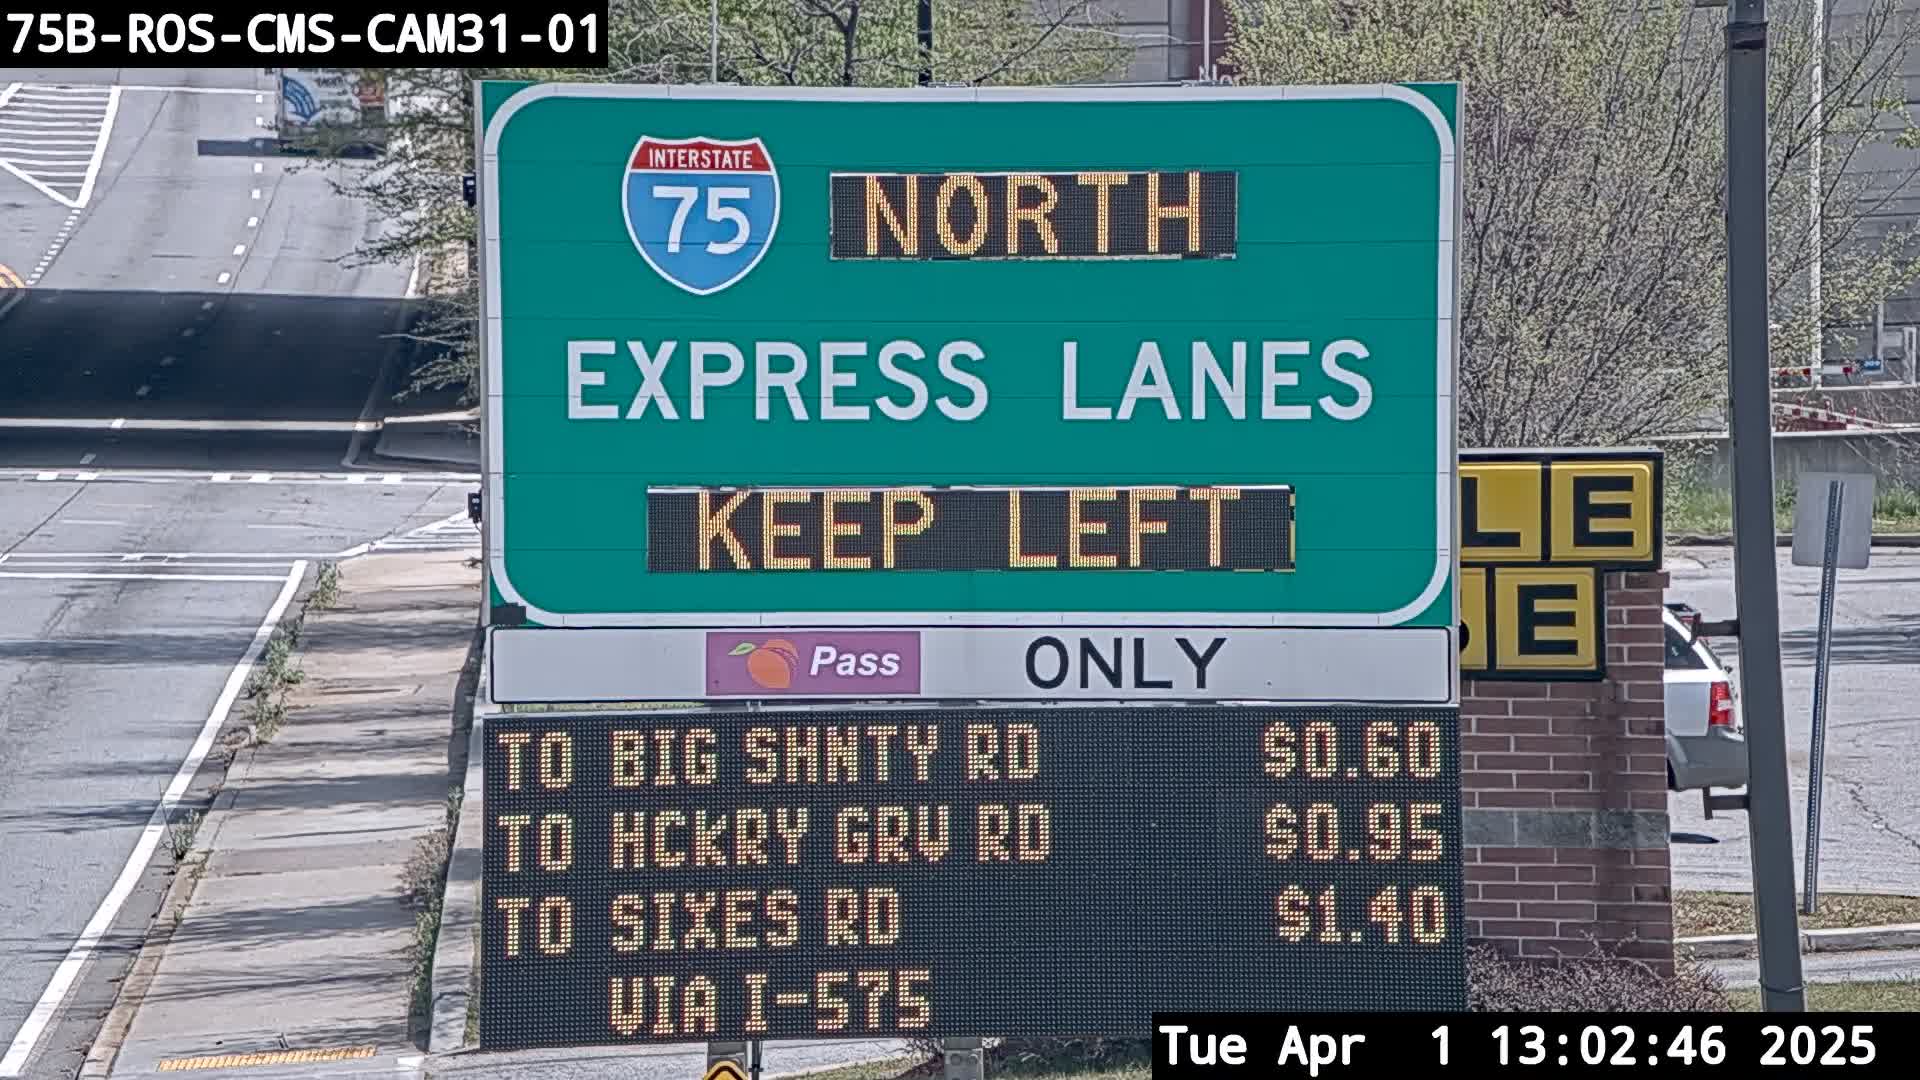 75B-ROS-CMS-CAM31-01
INTERSTATE
75
NORTH
EXPRESS LANES
KEEP LEFT
Pass ONLY
TO BIG SHNTY RD $0.60
TO HCKRY GRV RD $0.95
TO SIXES RD $1.40
VIA I-575
LE
E
Tue Apr 1 13:02:46 2025